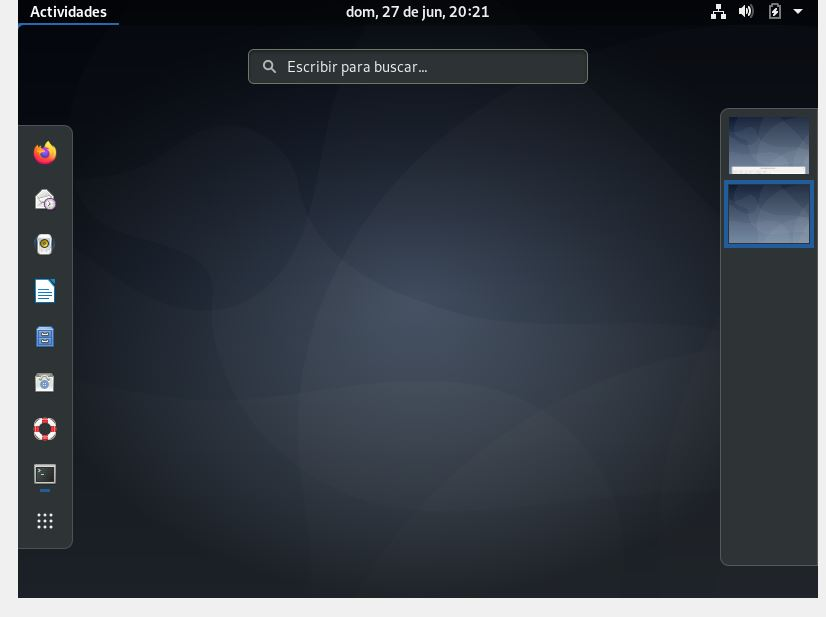 Actividades
dom, 27 de jun, 20:21
Escribir para buscar...